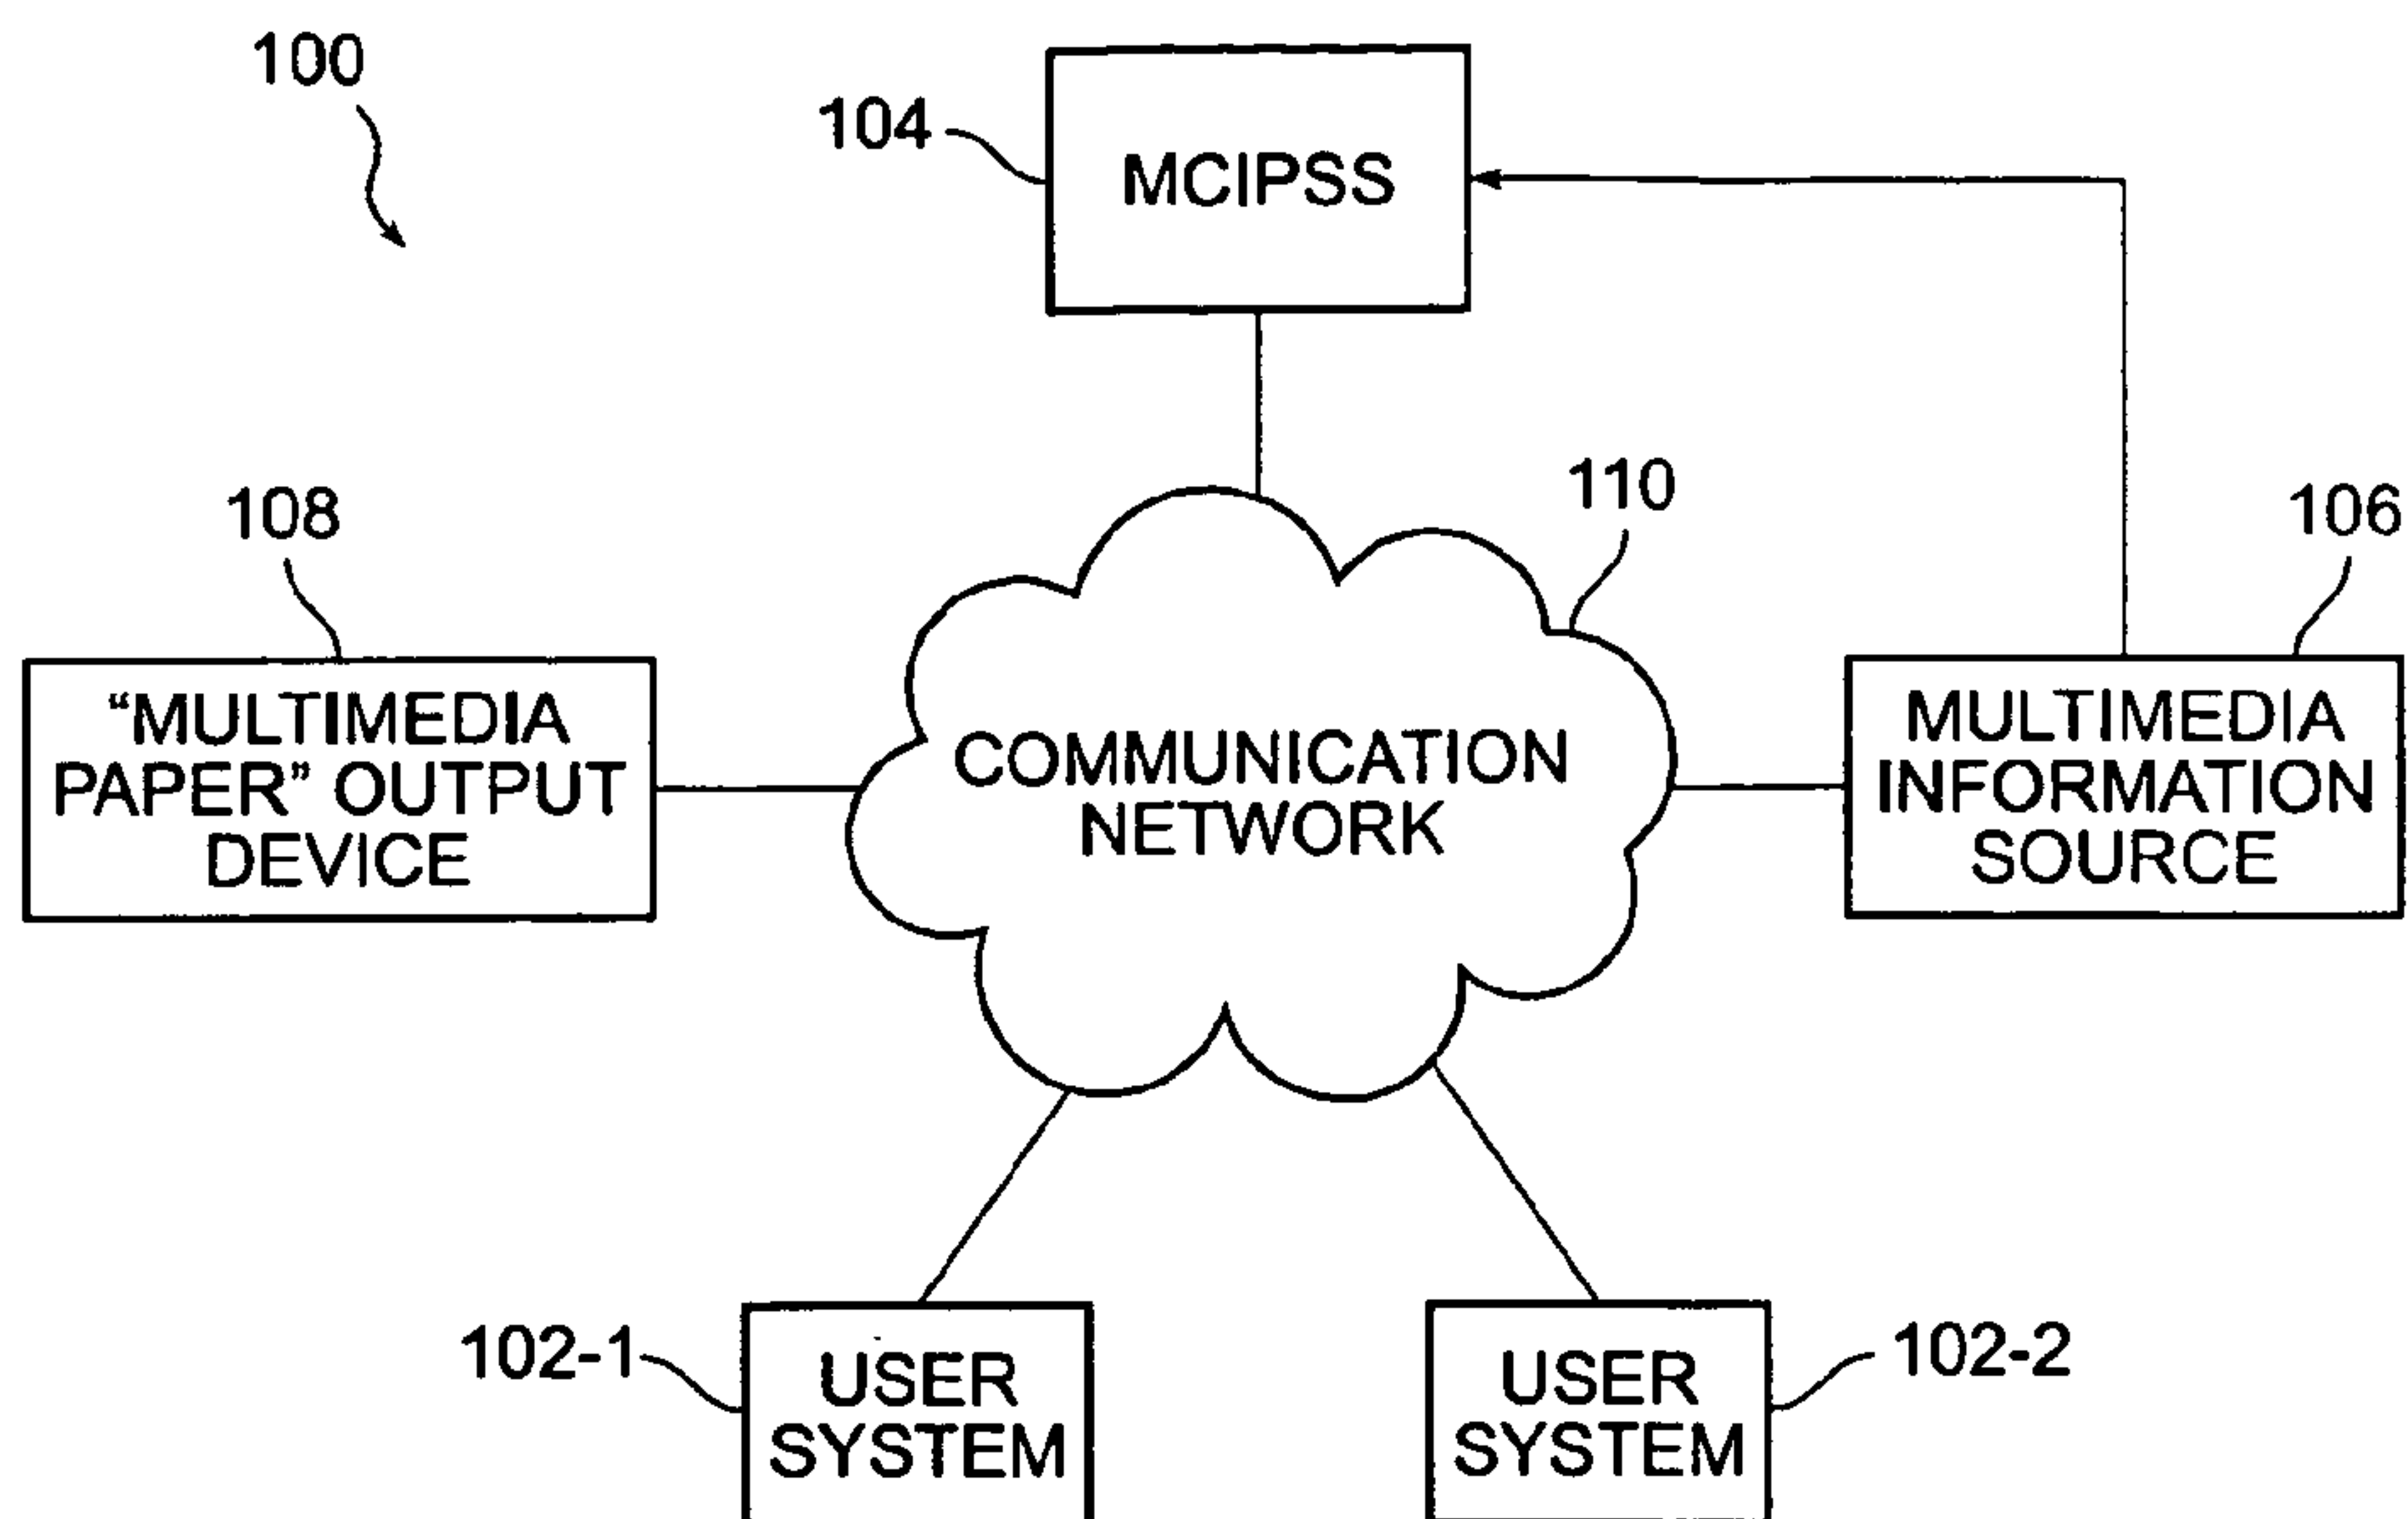 100
104
MCIPSS
108
110
106
“MULTIMEDIA
PAPER” OUTPUT
DEVICE
COMMUNICATION
NETWORK
MULTIMEDIA
INFORMATION
SOURCE
102-1
USER
SYSTEM
USER
SYSTEM
102-2